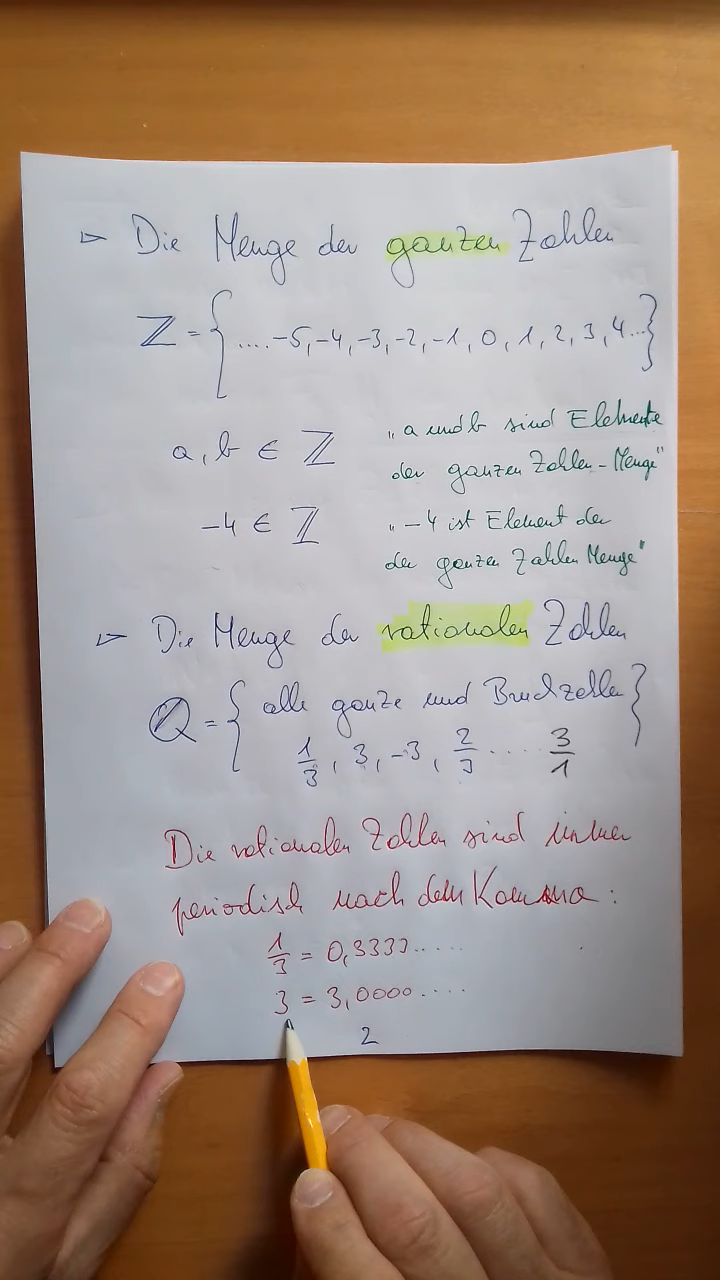 ▻ Die Menge der ganzen Zahlen
ℤ = {....-5,-4,-3,-2,-1,0,1,2,3,4...}
a,b ∈ ℤ „a und b sind Elemente
der ganzen Zahlen-Menge"
-4 ∈ ℤ „-4 ist Element der
der ganzen Zahlen Menge"
▻ Die Menge der rationalen Zahlen
ℚ = { alle ganze und Bruchzahlen }
1/3, 3, -3, 2/3 .... 3/1
Die rationalen Zahlen sind immer
periodisch nach dem Komma:
1/3 = 0,3333.....
3 = 3,0000....
2